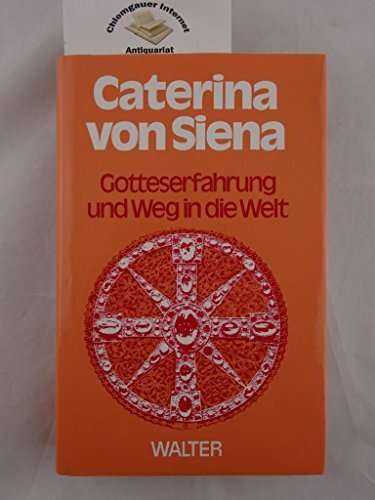 Chiemgauer Internet
Antiquariat
Caterina
von Siena
Gotteserfahrung
und Weg in die Welt
WALTER